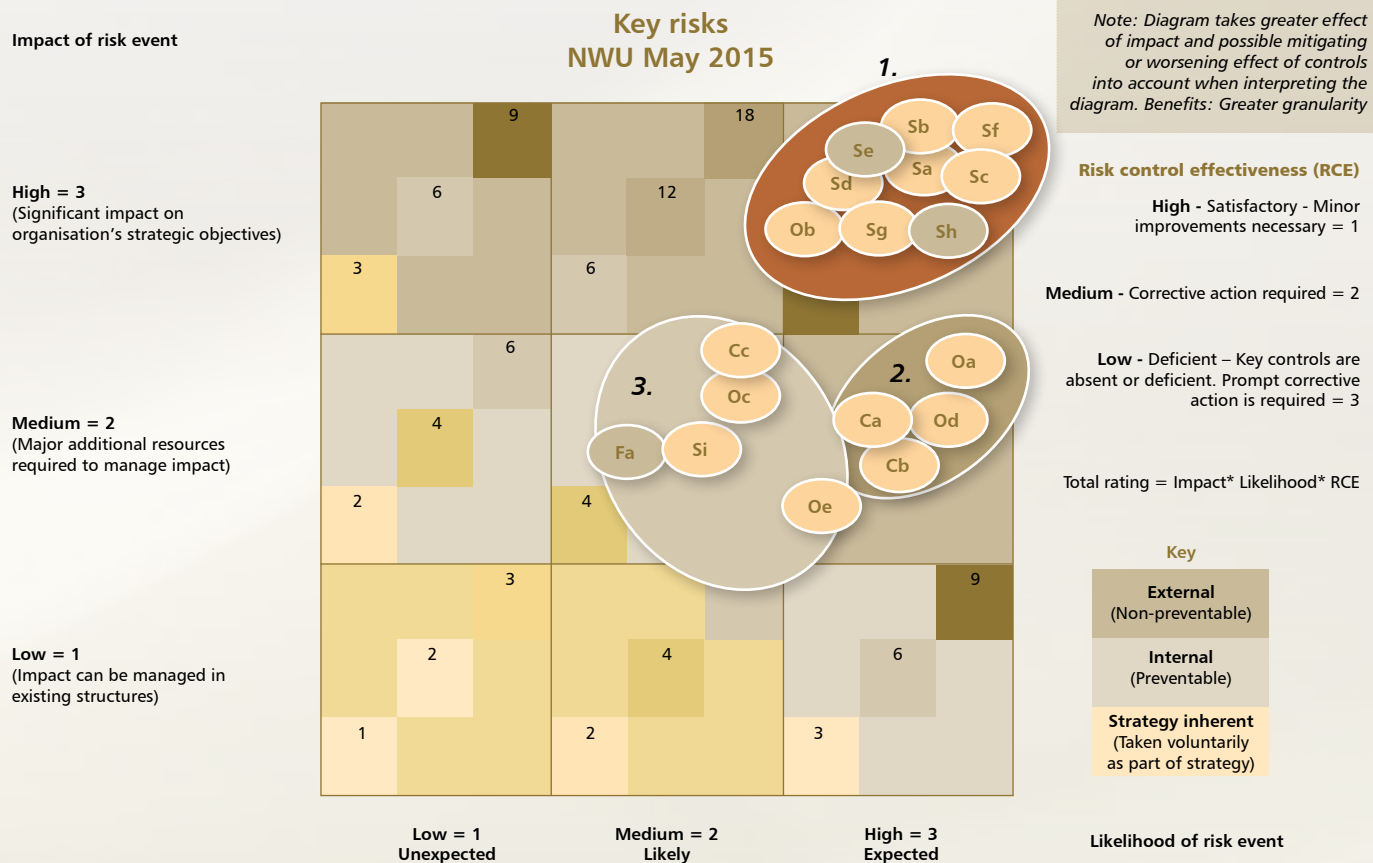 Key risks
NWU May 2015
Impact of risk event
Note: Diagram takes greater effect
of impact and possible mitigating
or worsening effect of controls
into account when interpreting the
diagram. Benefits: Greater granularity
High = 3
(Significant impact on
organisation's strategic objectives)
Medium = 2
(Major additional resources
required to manage impact)
Low = 1
(Impact can be managed in
existing structures)
9
18
6
12
3
6
1.
Sb
Sf
Se
Sa
Sc
Sd
Ob
Sg
Sh
6
4
2
4
3.
Cc
Oc
Fa
Si
Oe
2.
Oa
Ca
Od
Cb
3
9
2
4
6
1
2
3
Low = 1
Unexpected
Medium = 2
Likely
High = 3
Expected
Likelihood of risk event
Risk control effectiveness (RCE)
High - Satisfactory - Minor
improvements necessary = 1
Medium - Corrective action required = 2
Low - Deficient – Key controls are
absent or deficient. Prompt corrective
action is required = 3
Total rating = Impact* Likelihood* RCE
Key
External
(Non-preventable)
Internal
(Preventable)
Strategy inherent
(Taken voluntarily
as part of strategy)